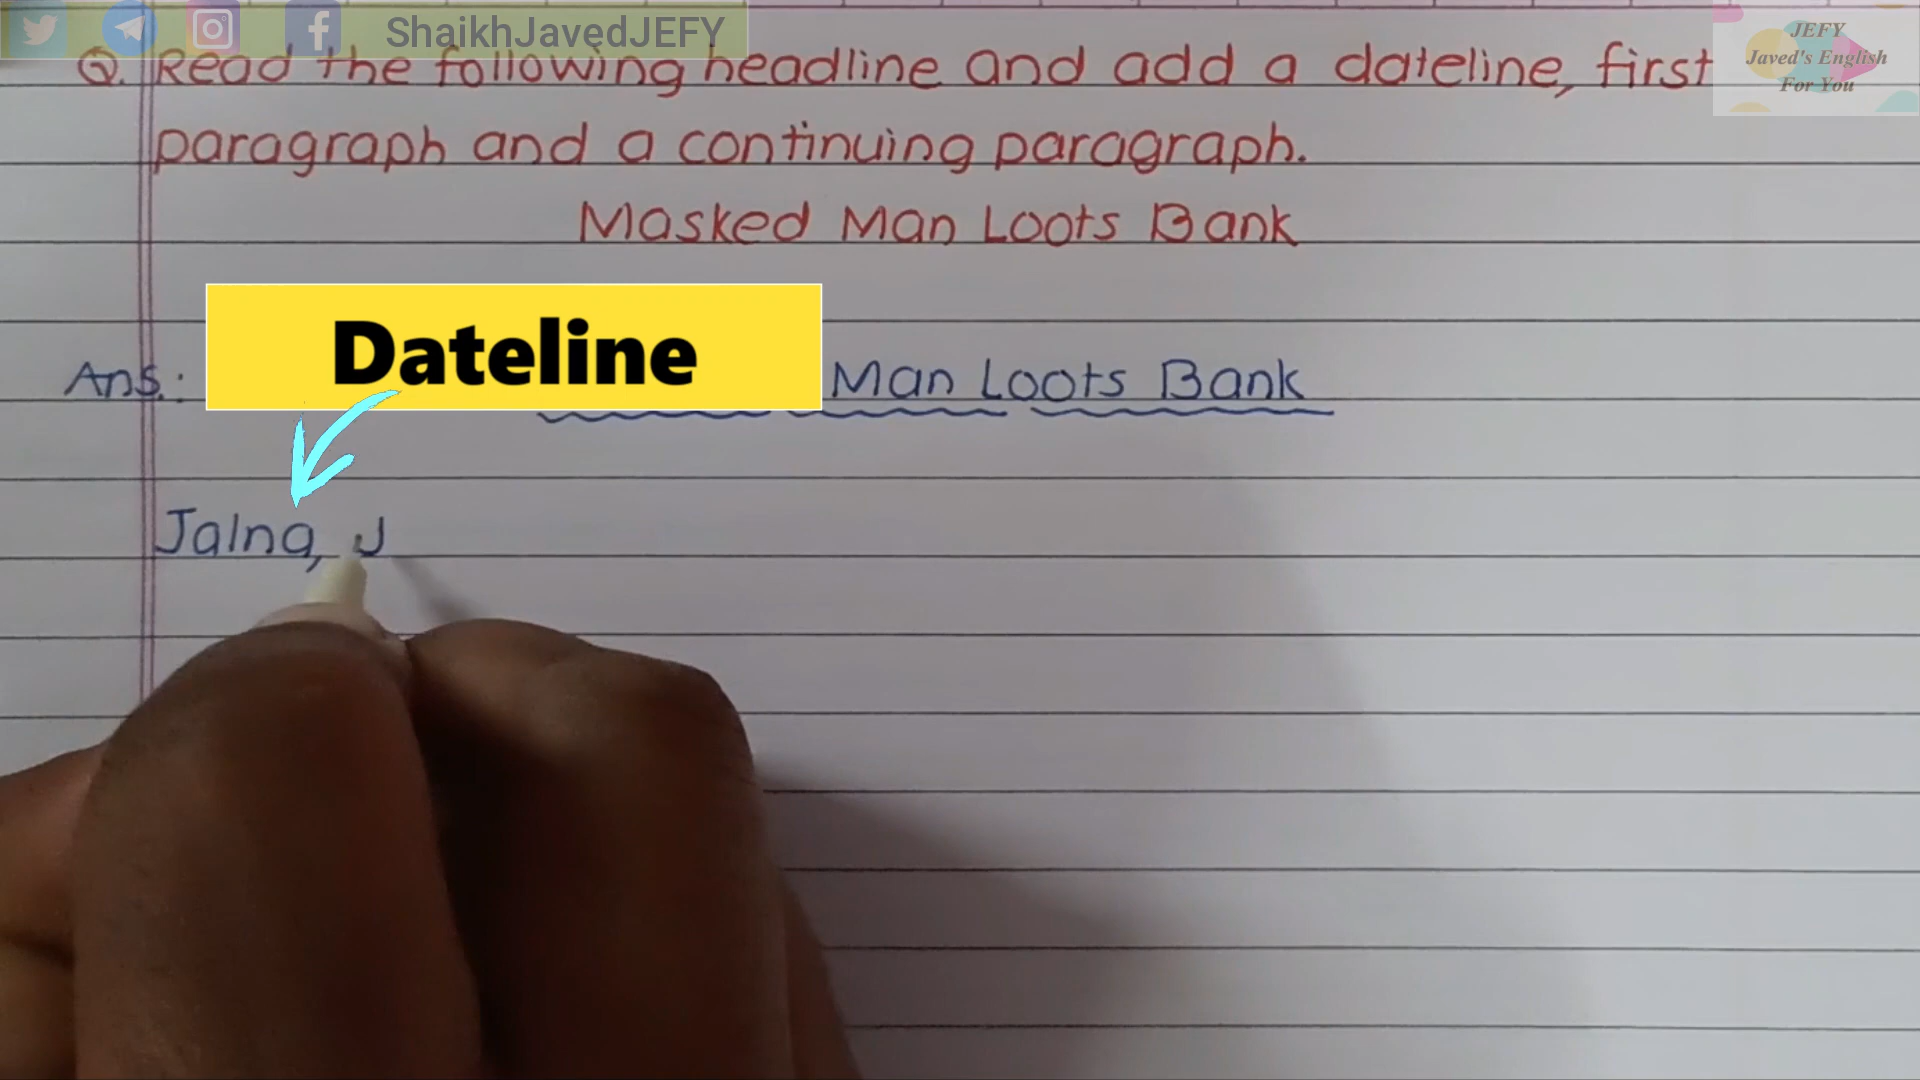 ShaikhJavedJEFY
JEFY
Javed's English
For You
Q. Read the following headline and add a dateline, first
paragraph and a continuing paragraph.
Masked Man Loots Bank
Dateline
Ans.: Man Loots Bank
Jalna, J